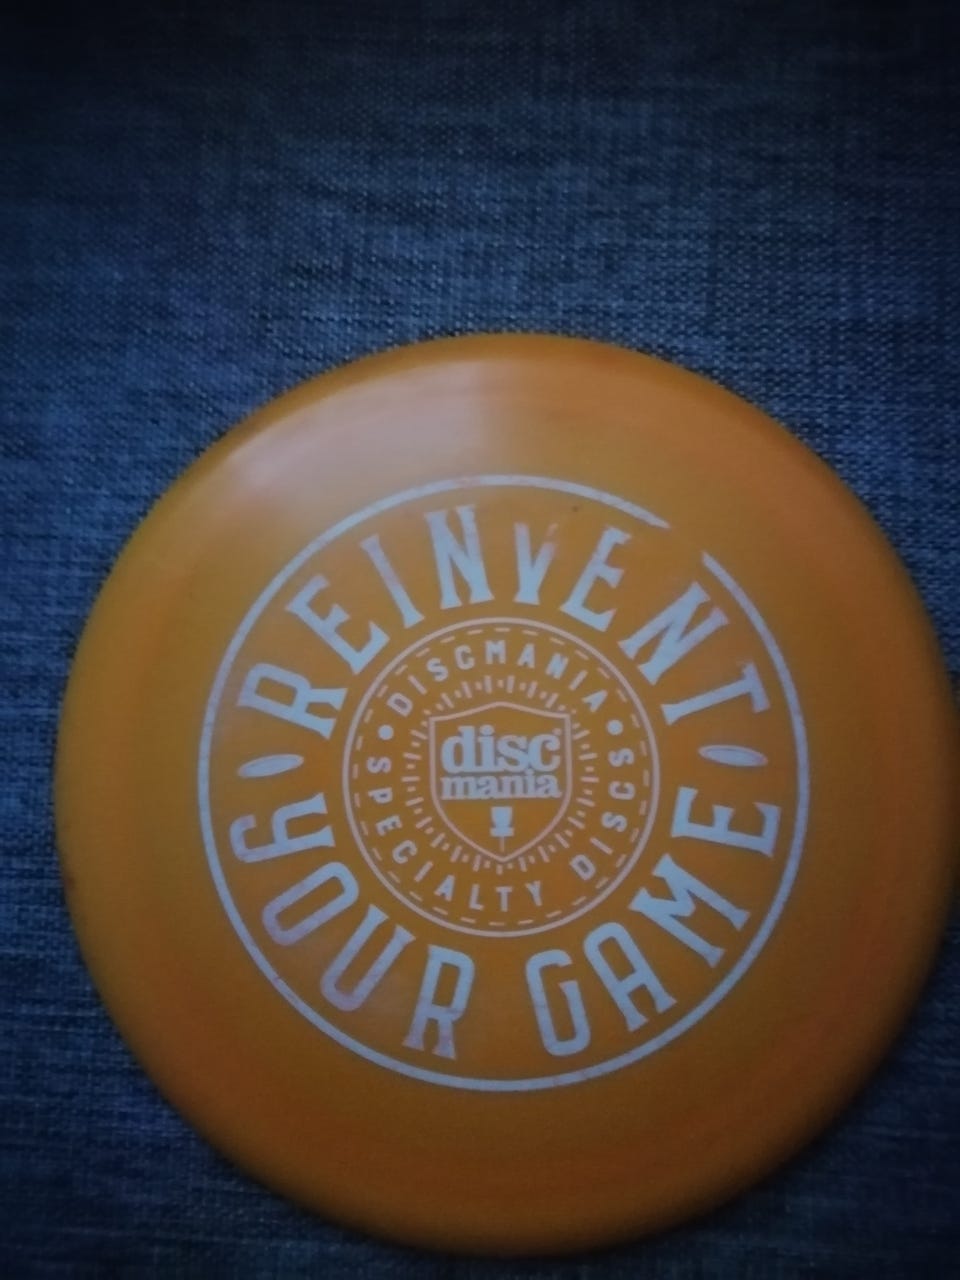 REINVENT
YOUR GAME
DISCMANIA
SPECIALTY DISCS
disc
mania